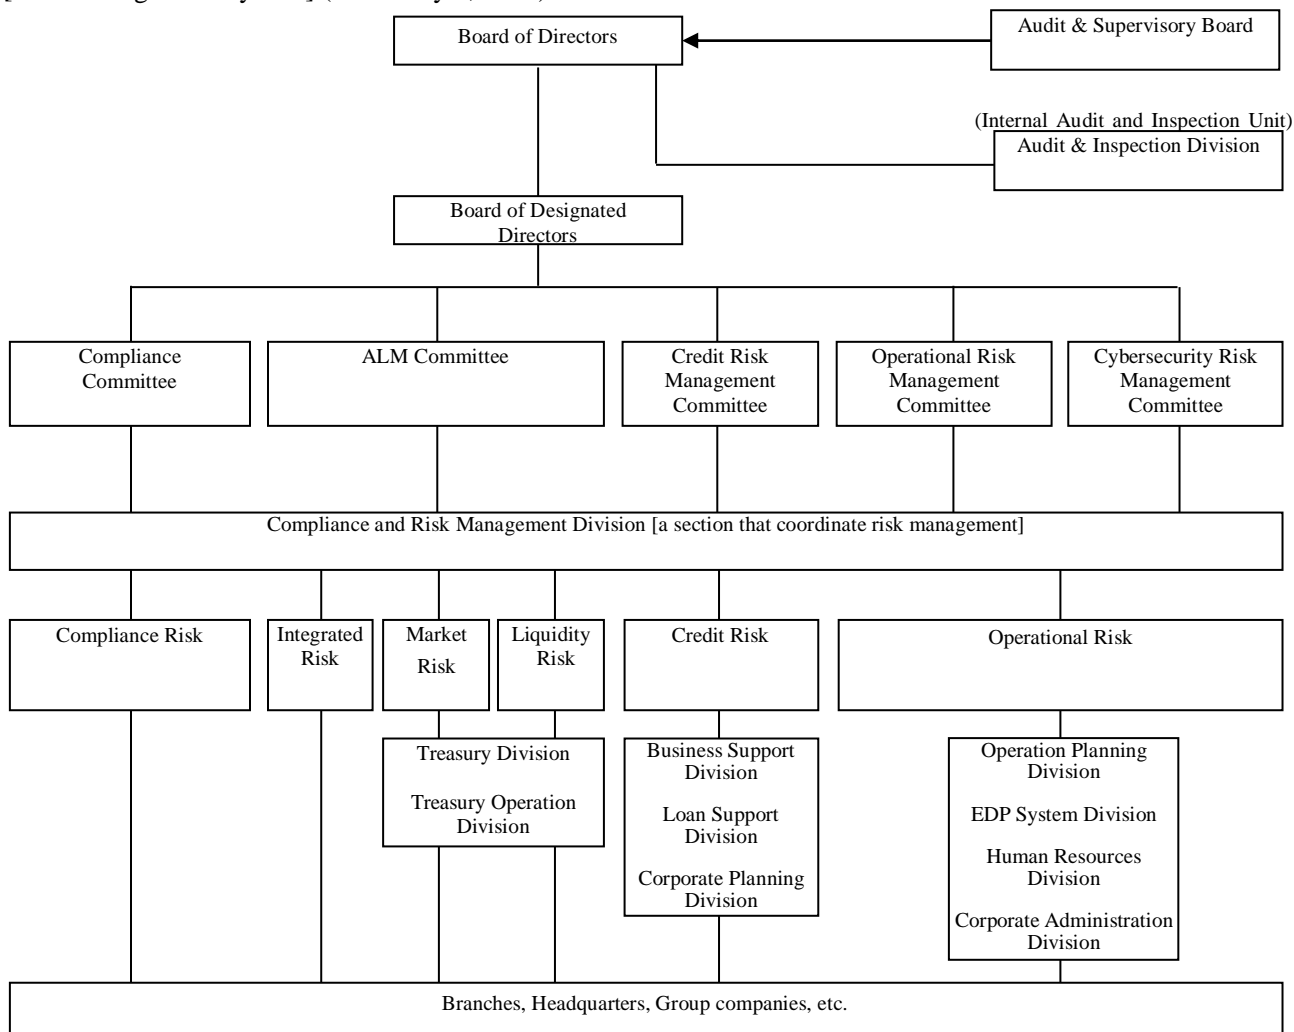 Board of Directors
Audit & Supervisory Board
(Internal Audit and Inspection Unit)
Audit & Inspection Division
Board of Designated
Directors
Compliance
Committee
ALM Committee
Credit Risk
Management
Committee
Operational Risk
Management
Committee
Cybersecurity Risk
Management
Committee
Compliance and Risk Management Division [a section that coordinate risk management]
Compliance Risk
Integrated
Risk
Market
Risk
Liquidity
Risk
Credit Risk
Operational Risk
Treasury Division
Treasury Operation
Division
Business Support
Division
Loan Support
Division
Corporate Planning
Division
Operation Planning
Division
EDP System Division
Human Resources
Division
Corporate Administration
Division
Branches, Headquarters, Group companies, etc.